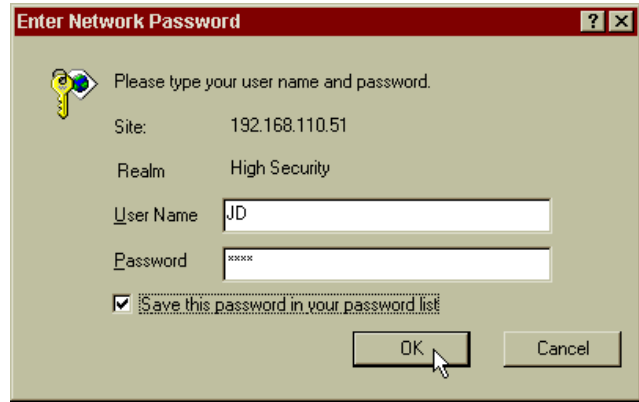 Enter Network Password
Please type your user name and password.
Site: 192.168.110.51
Realm High Security
User Name JD
Password ××××
Save this password in your password list
OK Cancel